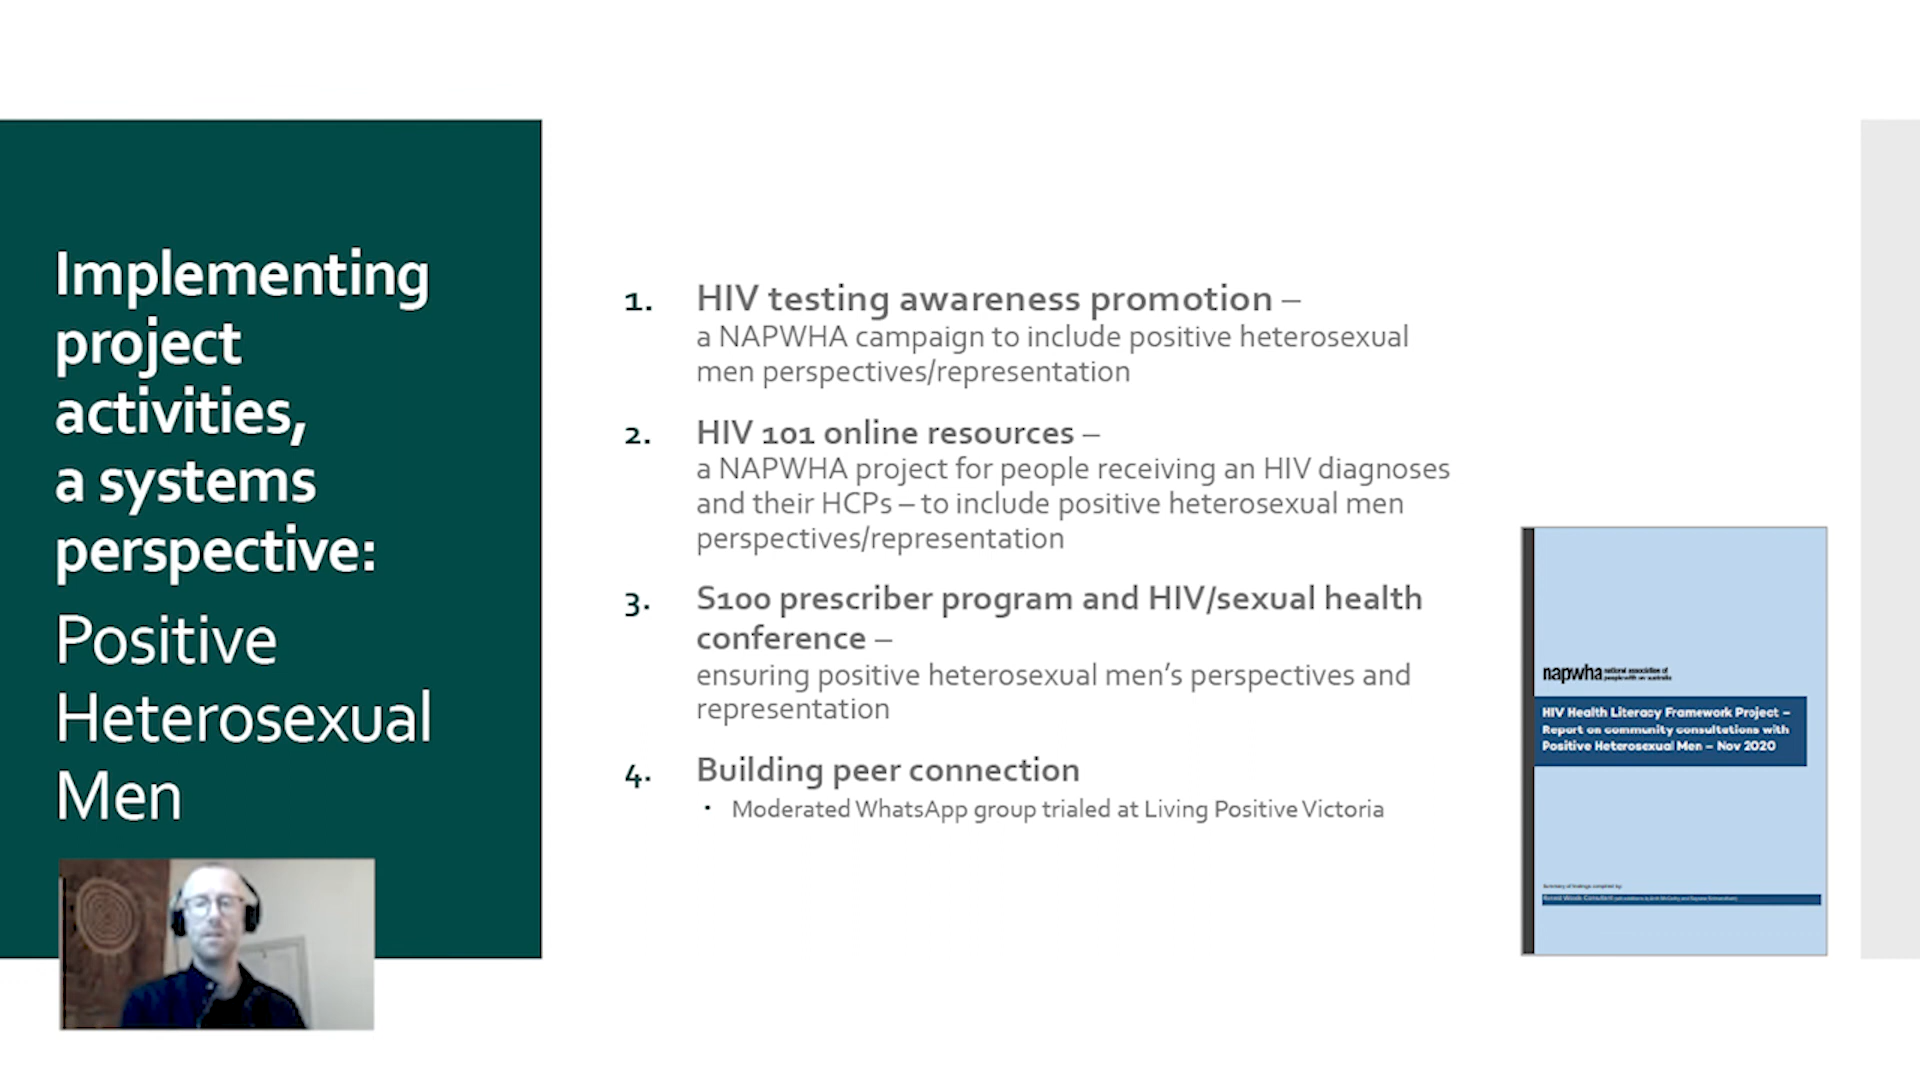 Implementing
project
activities,
a systems
perspective:
Positive
Heterosexual
Men
1. HIV testing awareness promotion –
a NAPWHA campaign to include positive heterosexual
men perspectives/representation
2. HIV 101 online resources –
a NAPWHA project for people receiving an HIV diagnoses
and their HCPs – to include positive heterosexual men
perspectives/representation
3. S100 prescriber program and HIV/sexual health
conference –
ensuring positive heterosexual men's perspectives and
representation
4. Building peer connection
• Moderated WhatsApp group trialed at Living Positive Victoria
napwha national association of
people with hiv australia
HIV Health Literacy Framework Project –
Report on community consultations with
Positive Heterosexual Men – Nov 2020
Summary of findings compiled by: